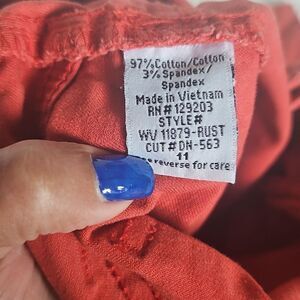 97%Cotton/Cotton
3% Spandex/
Spandex
Made in Vietnam
RN#129203
STYLE#
WV 11879-RUST
CUT#DN-563
11
reverse for care